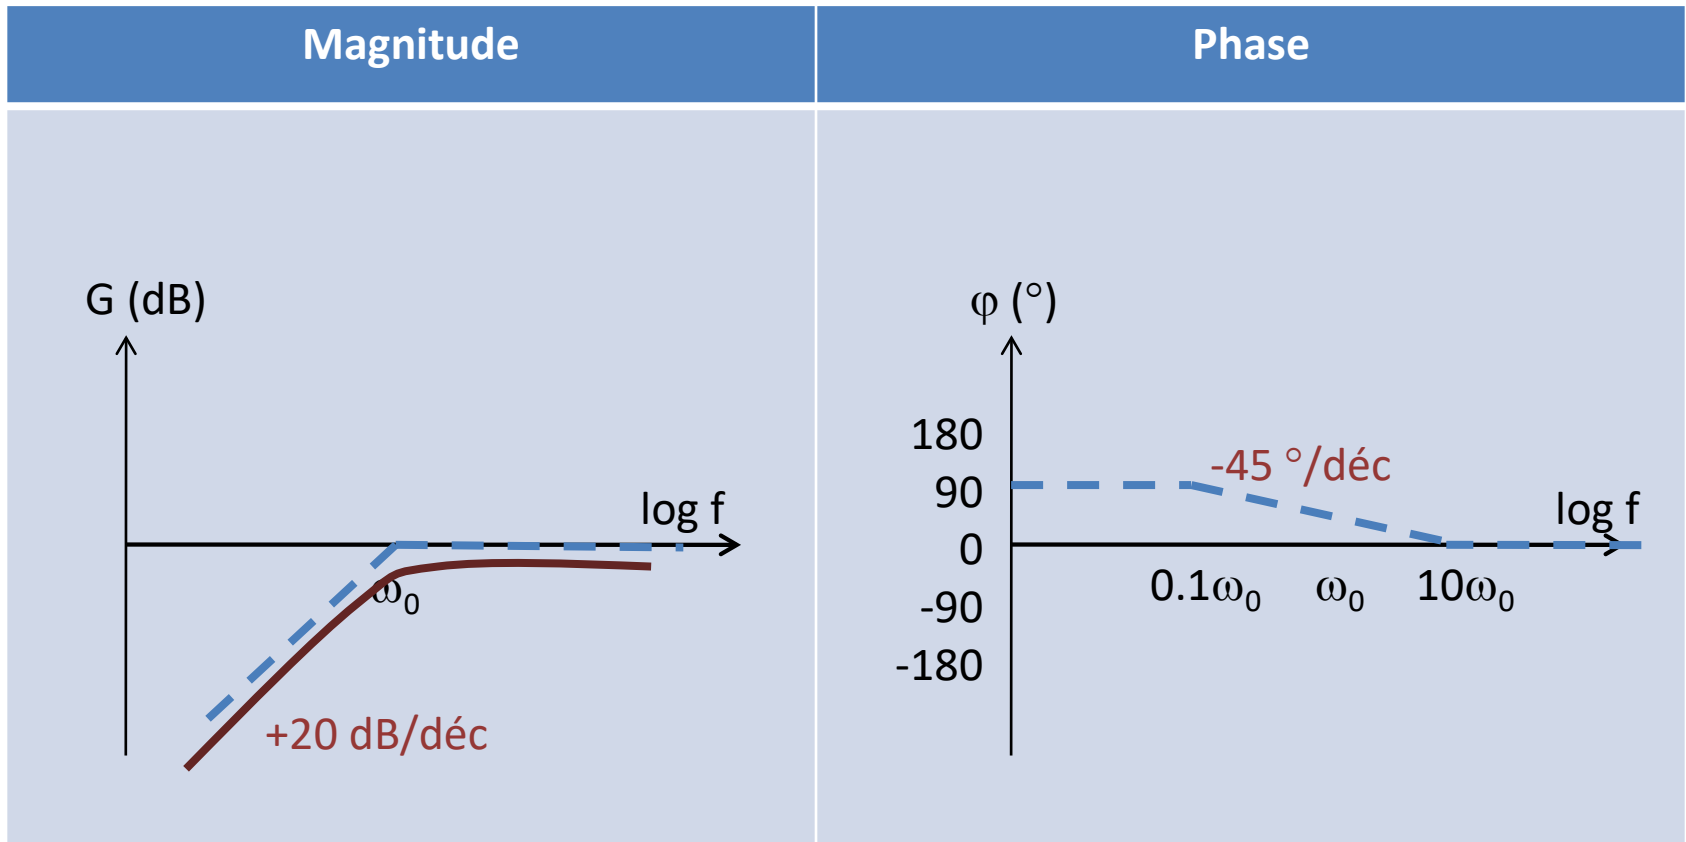 Magnitude
Phase
G (dB)
log f
ω0
+20 dB/déc
φ (°)
180
90
0
-90
-180
-45 °/déc
log f
0.1ω0 ω0 10ω0